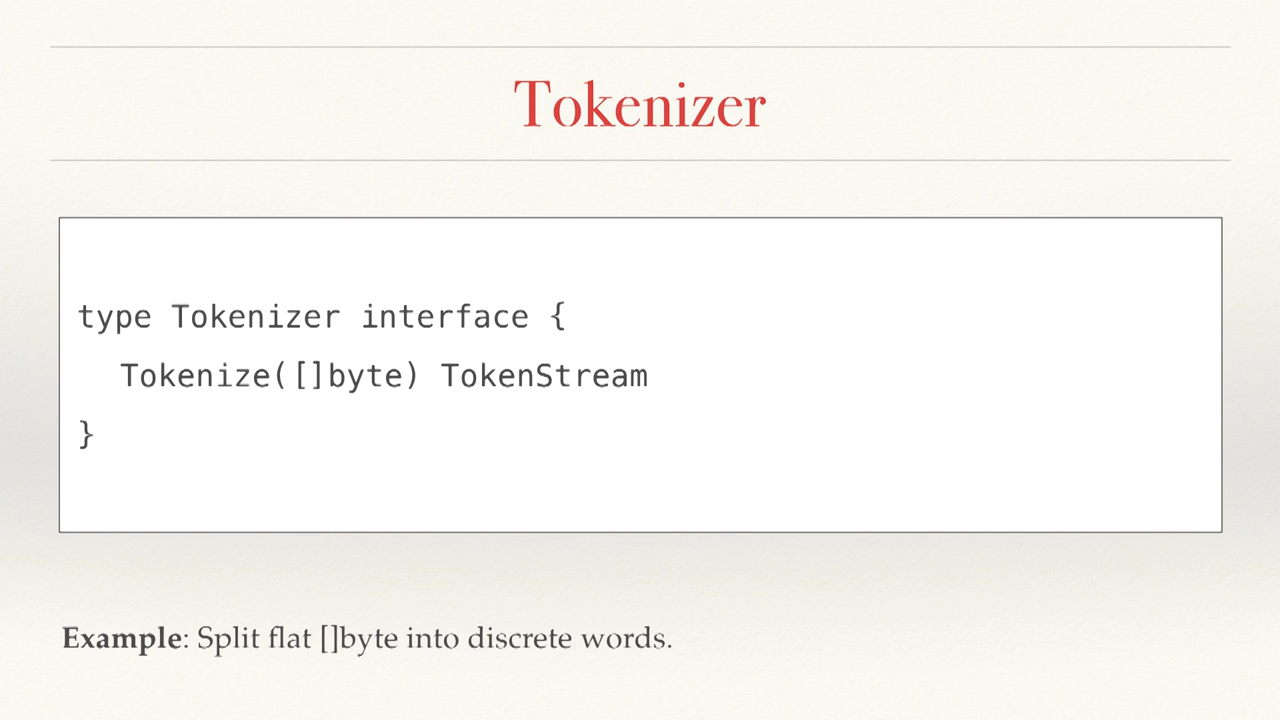 Tokenizer
type Tokenizer interface {
Tokenize([]byte) TokenStream
}
Example: Split flat []byte into discrete words.